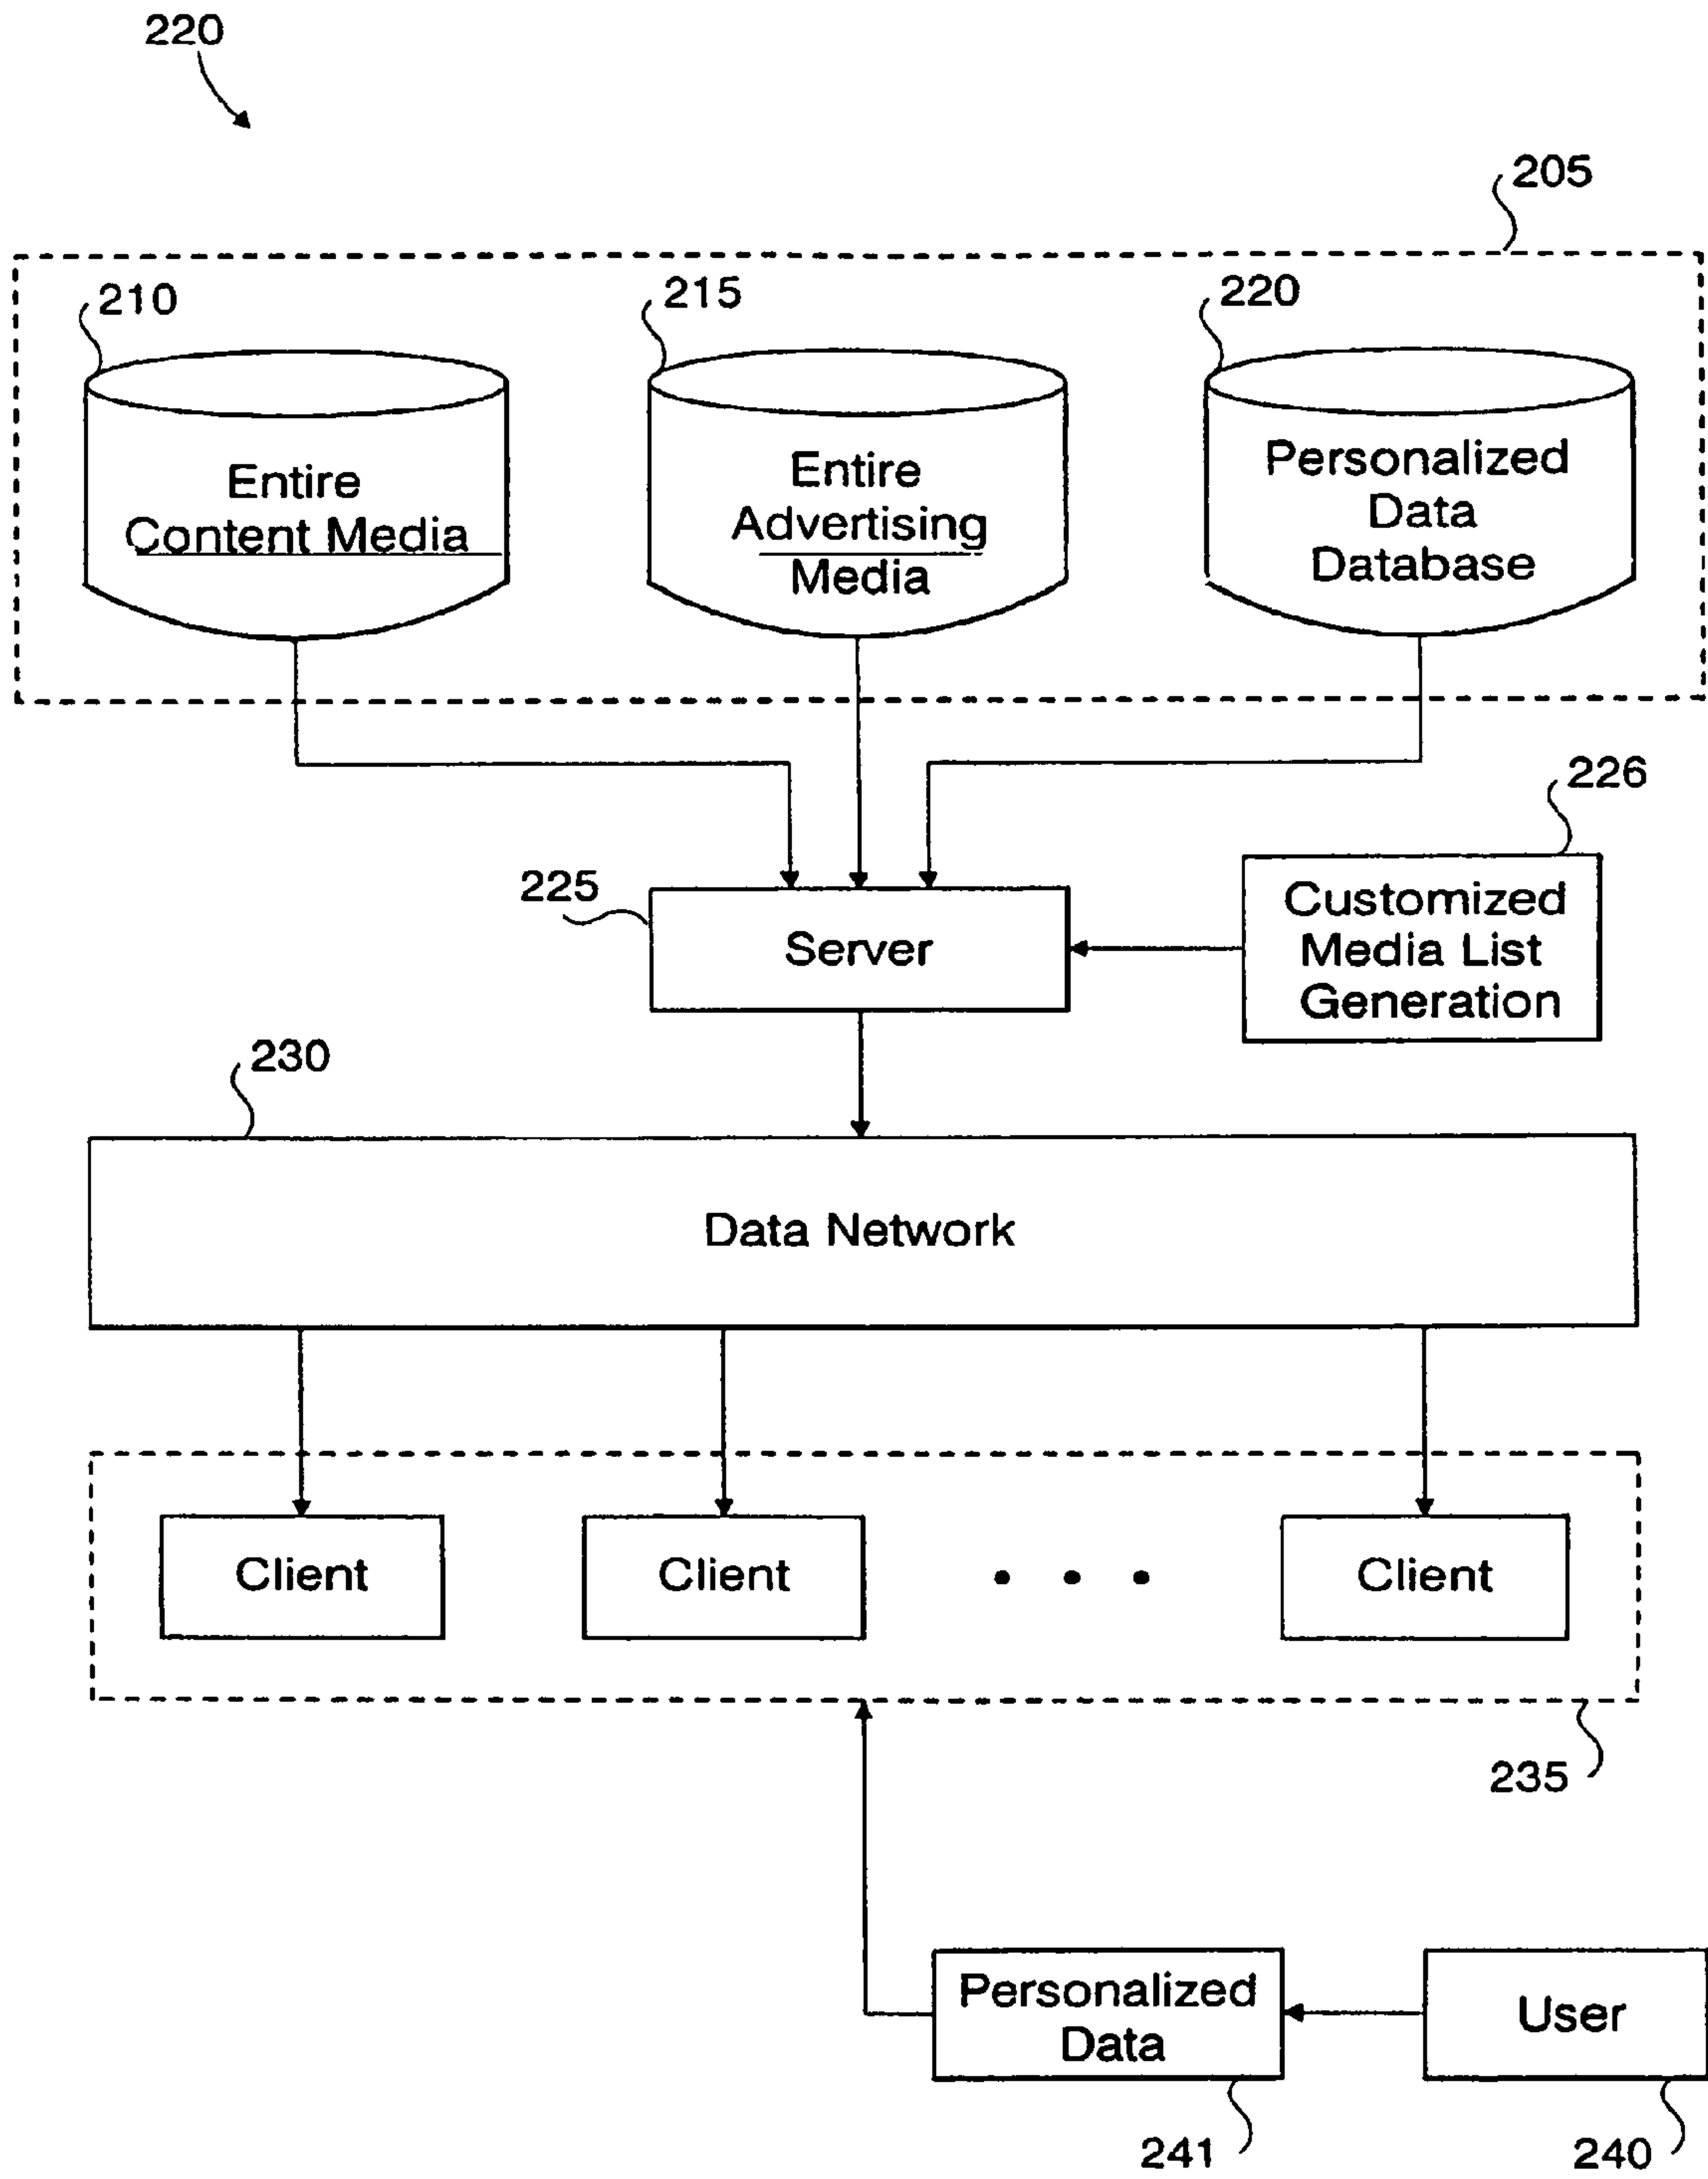 220
205
210
215
220
Entire
Content Media
Entire
Advertising
Media
Personalized
Data
Database
226
225
Server
Customized
Media List
Generation
230
Data Network
Client
Client
Client
235
Personalized
Data
User
241
240